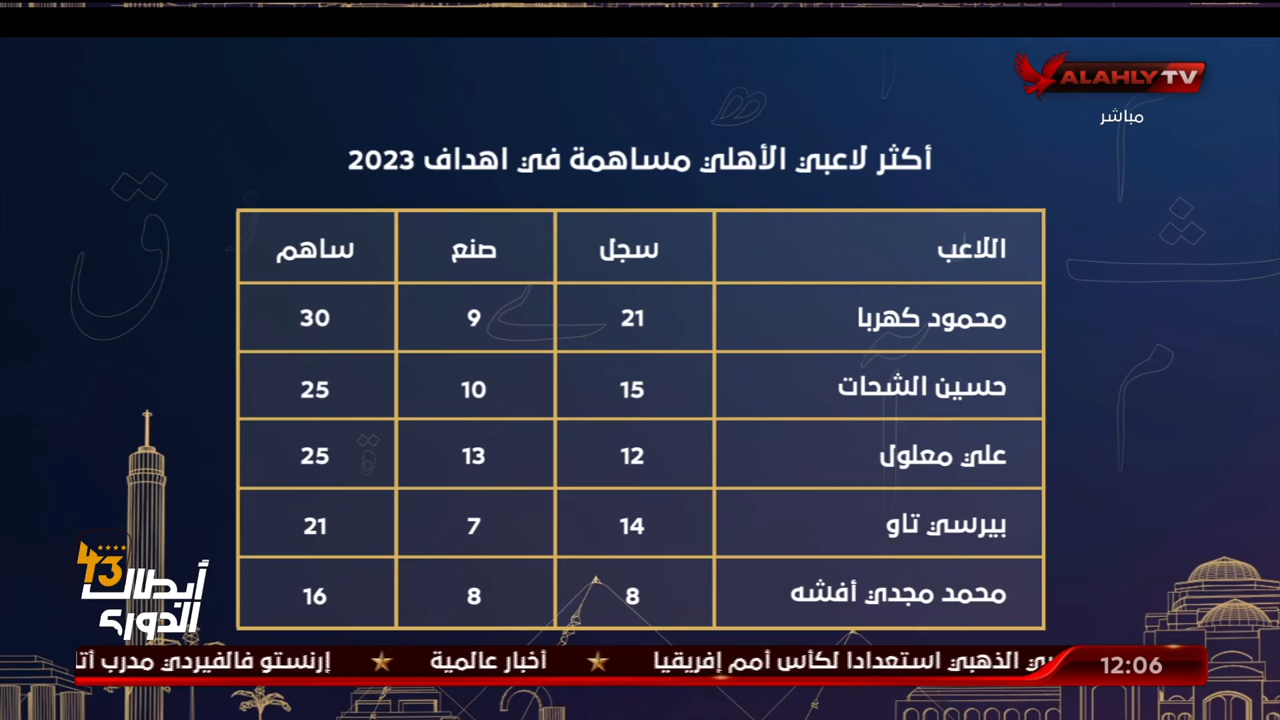 ALAHLY TV
مباشر
أكثر لاعبي الأهلي مساهمة في اهداف 2023
اللاعب سجل صنع ساهم
محمود كهربا 21 9 30
حسين الشحات 15 10 25
علي معلول 12 13 25
بيرسي تاو 14 7 21
محمد مجدي أفشه 8 8 16
43
أبطال
الدوري
الذهبي استعدادا لكأس أمم إفريقيا ★ أخبار عالمية ★ إرنستو فالفيردي مدرب
12:06